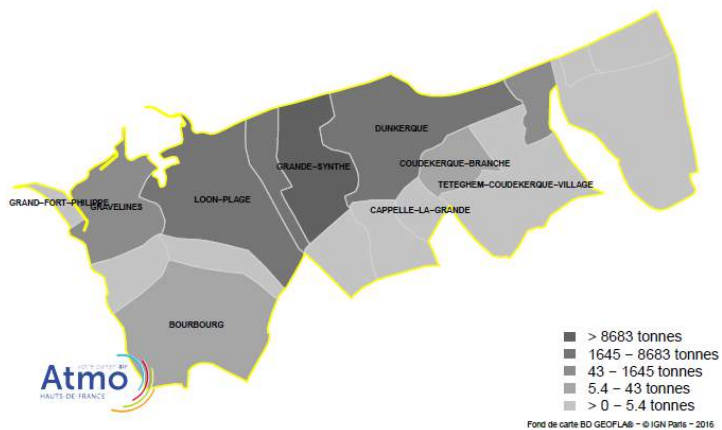 DUNKERQUE
COUDEKERQUE–BRANCHE
GRANDE–SYNTHE
TETEGHEM–COUDEKERQUE–VILLAGE
LOON–PLAGE
GRAND–FORT–PHILIPPE
GRAVELINES
CAPPELLE–LA–GRANDE
BOURBOURG
> 8683 tonnes
1645 – 8683 tonnes
43 – 1645 tonnes
5.4 – 43 tonnes
> 0 – 5.4 tonnes
Atmo
HAUTS-DE-FRANCE
Fond de carte BD GEOFLA® – © IGN Paris – 2016